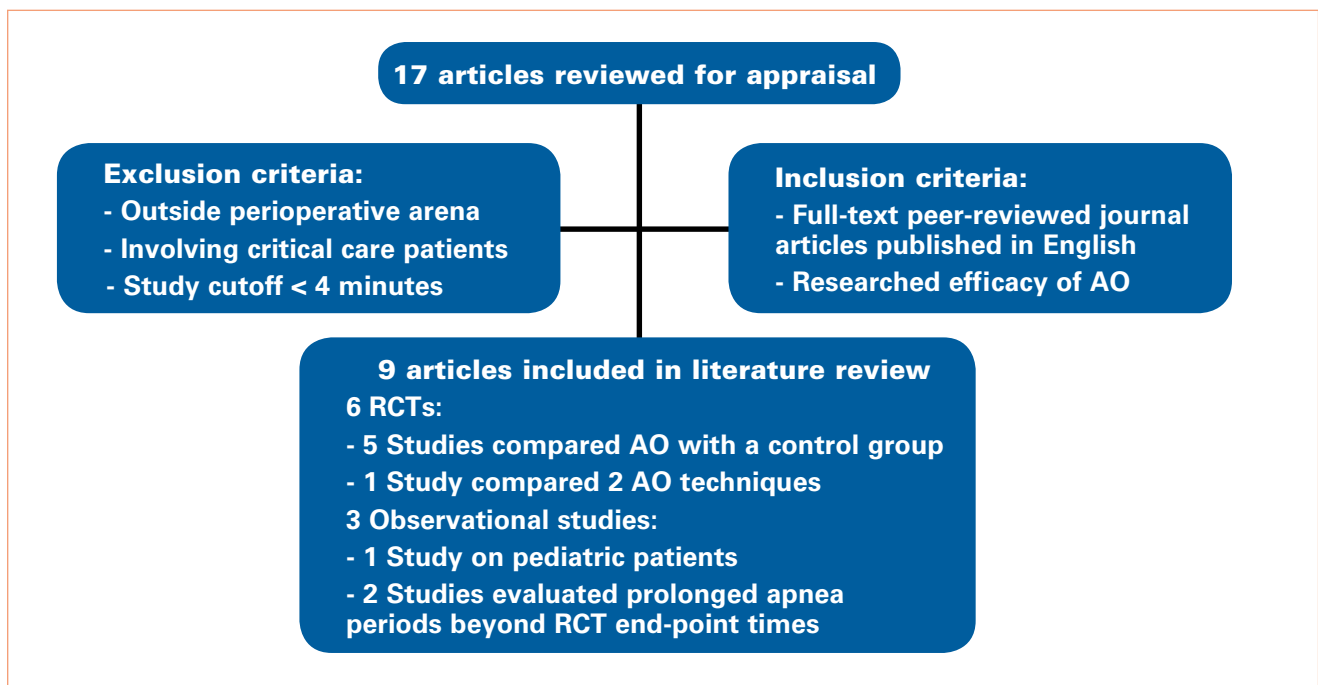 17 articles reviewed for appraisal
Exclusion criteria:
- Outside perioperative arena
- Involving critical care patients
- Study cutoff < 4 minutes
Inclusion criteria:
- Full-text peer-reviewed journal
articles published in English
- Researched efficacy of AO
9 articles included in literature review
6 RCTs:
- 5 Studies compared AO with a control group
- 1 Study compared 2 AO techniques
3 Observational studies:
- 1 Study on pediatric patients
- 2 Studies evaluated prolonged apnea
periods beyond RCT end-point times